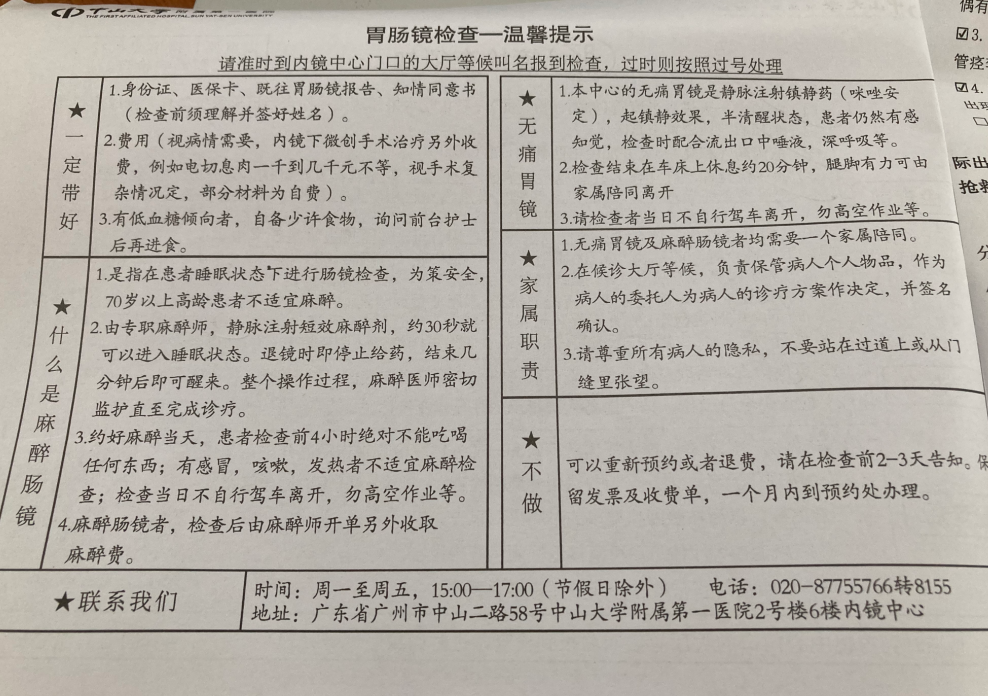 中山大学附属第一医院
THE FIRST AFFILIATED HOSPITAL, SUN YAT-SEN UNIVERSITY
胃肠镜检查—温馨提示
请准时到内镜中心门口的大厅等候叫名报到检查，过时则按照过号处理
★一定带好
1.身份证、医保卡、既往胃肠镜报告、知情同意书
（检查前须理解并签好姓名）。
2.费用（视病情需要，内镜下微创手术治疗另外收
费，例如电切息肉一千到几千元不等，视手术复
杂情况定，部分材料为自费）。
3.有低血糖倾向者，自备少许食物，询问前台护士
后再进食。
★什么是麻醉肠镜
1.是指在患者睡眠状态下进行肠镜检查，为策安全，
70岁以上高龄患者不适宜麻醉。
2.由专职麻醉师，静脉注射短效麻醉剂，约30秒就
可以进入睡眠状态。退镜时即停止给药，结束几
分钟后即可醒来。整个操作过程，麻醉医师密切
监护直至完成诊疗。
3.约好麻醉当天，患者检查前4小时绝对不能吃喝
任何东西；有感冒，咳嗽，发热者不适宜麻醉检
查；检查当日不自行驾车离开，勿高空作业等。
4.麻醉肠镜者，检查后由麻醉师开单另外收取
麻醉费。
★无痛胃镜
1.本中心的无痛胃镜是静脉注射镇静药（咪唑安
定），起镇静效果，半清醒状态，患者仍然有感
知觉，检查时配合流出口中唾液，深呼吸等。
2.检查结束在车床上休息约20分钟，腿脚有力可由
家属陪同离开
3.请检查者当日不自行驾车离开，勿高空作业等。
★家属职责
1.无痛胃镜及麻醉肠镜者均需要一个家属陪同。
2.在候诊大厅等候，负责保管病人个人物品，作为
病人的委托人为病人的诊疗方案作决定，并签名
确认。
3.请尊重所有病人的隐私，不要站在过道上或从门
缝里张望。
★不做
可以重新预约或者退费，请在检查前2-3天告知。保
留发票及收费单，一个月内到预约处办理。
★联系我们
时间：周一至周五，15:00—17:00（节假日除外） 电话：020-87755766转8155
地址：广东省广州市中山二路58号中山大学附属第一医院2号楼6楼内镜中心
偶有
☑3.
管痉
☑4.
出现
际出
抢救